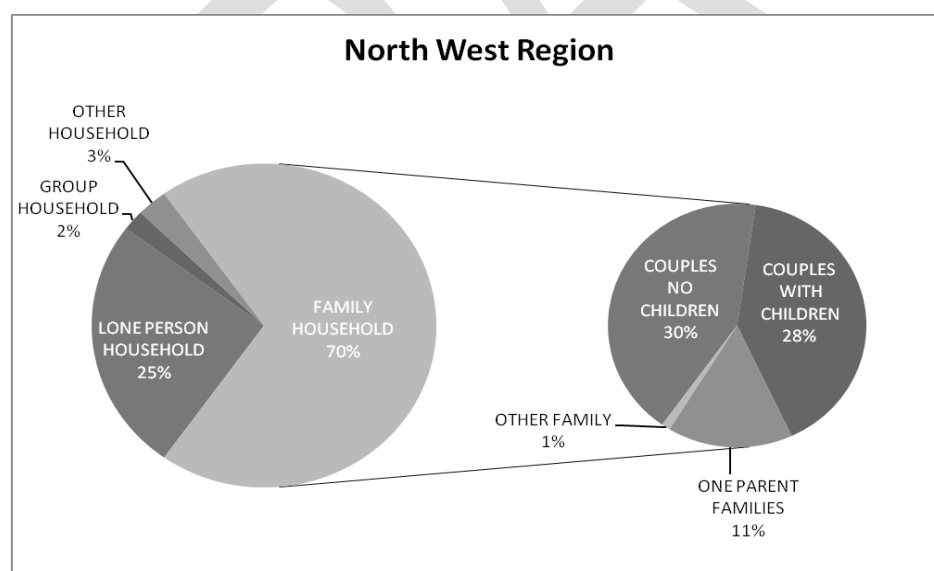 North West Region
OTHER
HOUSEHOLD
3%
GROUP
HOUSEHOLD
2%
LONE PERSON
HOUSEHOLD
25%
FAMILY
HOUSEHOLD
70%
COUPLES
NO
CHILDREN
30%
COUPLES
WITH
CHILDREN
28%
OTHER FAMILY
1%
ONE PARENT
FAMILIES
11%